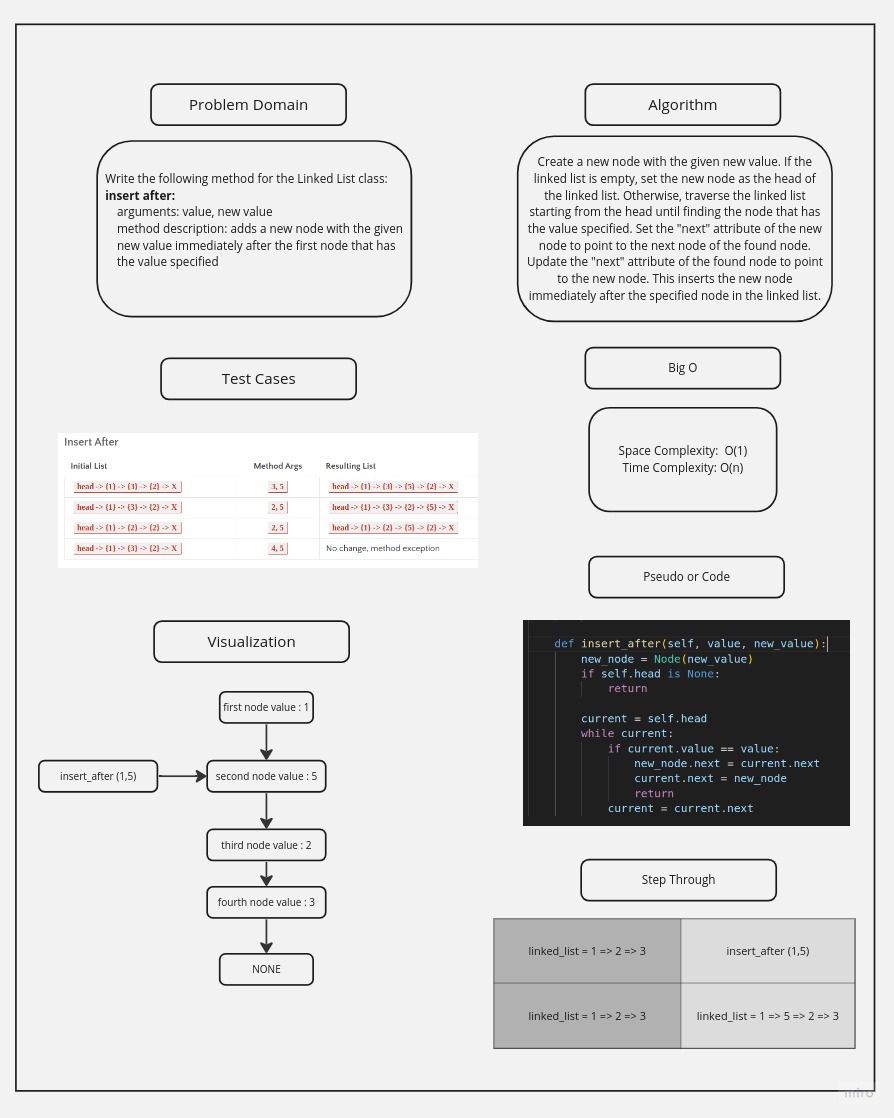 Problem Domain
Write the following method for the Linked List class:
insert after:
arguments: value, new value
method description: adds a new node with the given
new value immediately after the first node that has
the value specified
Test Cases
Insert After
Initial List Method Args Resulting List
head -> {1} -> {3} -> {2} -> X 3, 5 head -> {1} -> {3} -> {5} -> {2} -> X
head -> {1} -> {3} -> {2} -> X 2, 5 head -> {1} -> {3} -> {2} -> {5} -> X
head -> {1} -> {2} -> {2} -> X 2, 5 head -> {1} -> {2} -> {5} -> {2} -> X
head -> {1} -> {3} -> {2} -> X 4, 5 No change, method exception
Visualization
first node value : 1
insert_after (1,5)
second node value : 5
third node value : 2
fourth node value : 3
NONE
Algorithm
Create a new node with the given new value. If the
linked list is empty, set the new node as the head of
the linked list. Otherwise, traverse the linked list
starting from the head until finding the node that has
the value specified. Set the "next" attribute of the new
node to point to the next node of the found node.
Update the "next" attribute of the found node to point
to the new node. This inserts the new node
immediately after the specified node in the linked list.
Big O
Space Complexity: O(1)
Time Complexity: O(n)
Pseudo or Code
def insert_after(self, value, new_value):
new_node = Node(new_value)
if self.head is None:
return
current = self.head
while current:
if current.value == value:
new_node.next = current.next
current.next = new_node
return
current = current.next
Step Through
linked_list = 1 => 2 => 3 insert_after (1,5)
linked_list = 1 => 2 => 3 linked_list = 1 => 5 => 2 => 3
miro